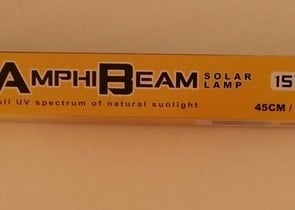 AMPHIBEAM SOLAR LAMP 15
ull UV spectrum of natural sunlight
45CM /